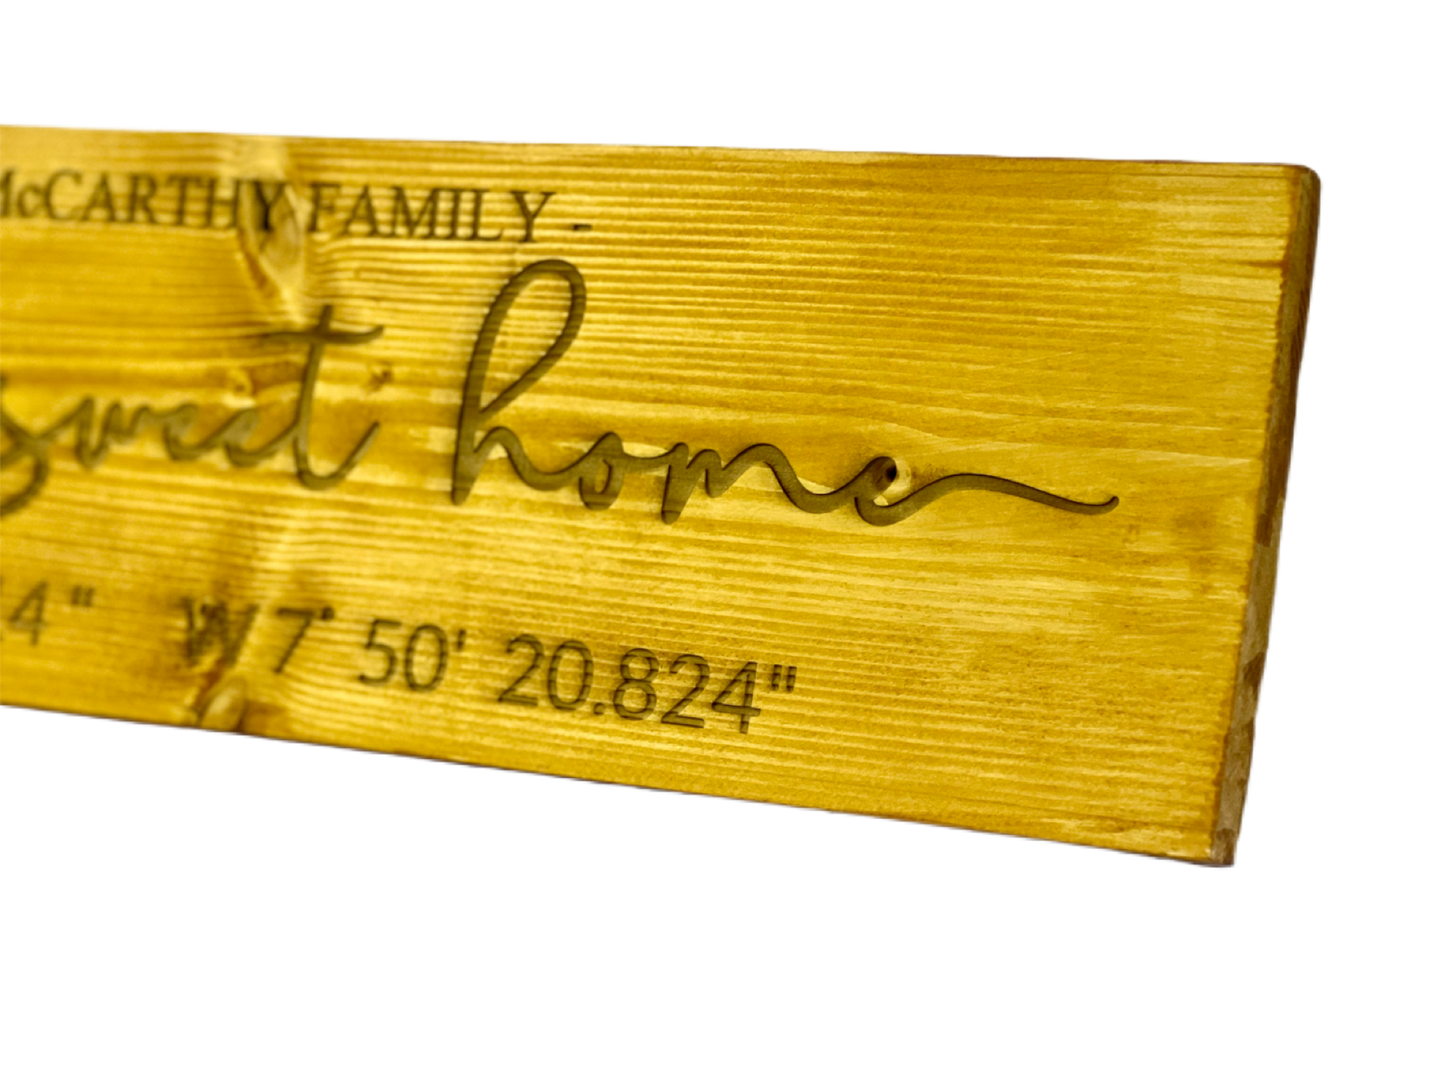 McCARTHY FAMILY -
sweet home
.4" W 7° 50' 20.824"